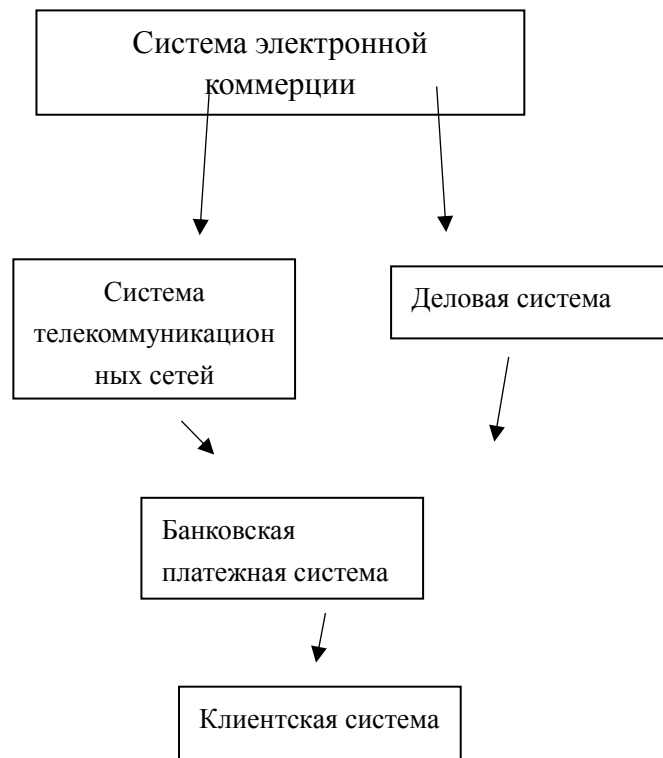 Система электронной
коммерции
Система
телекоммуникацион
ных сетей
Деловая система
Банковская
платежная система
Клиентская система